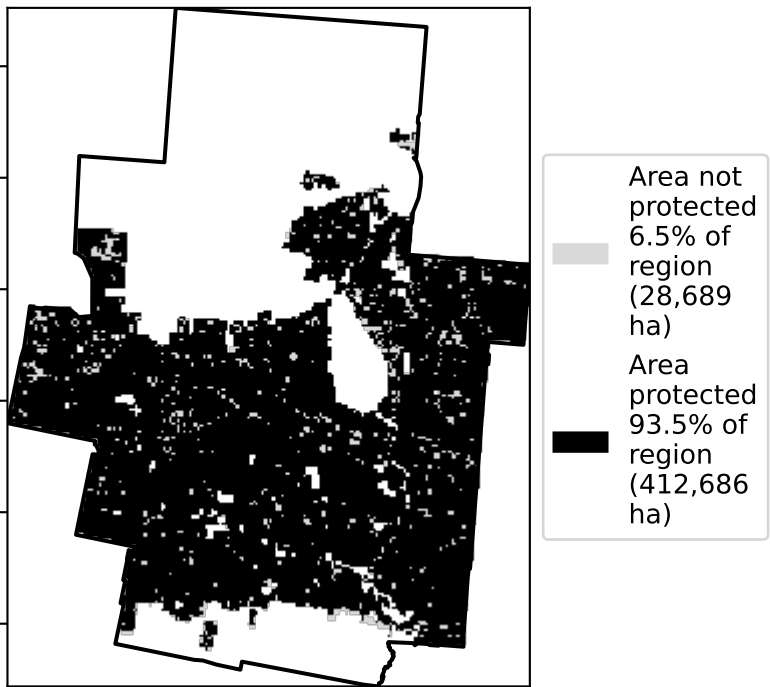 Area not
protected
6.5% of
region
(28,689
ha)
Area
protected
93.5% of
region
(412,686
ha)